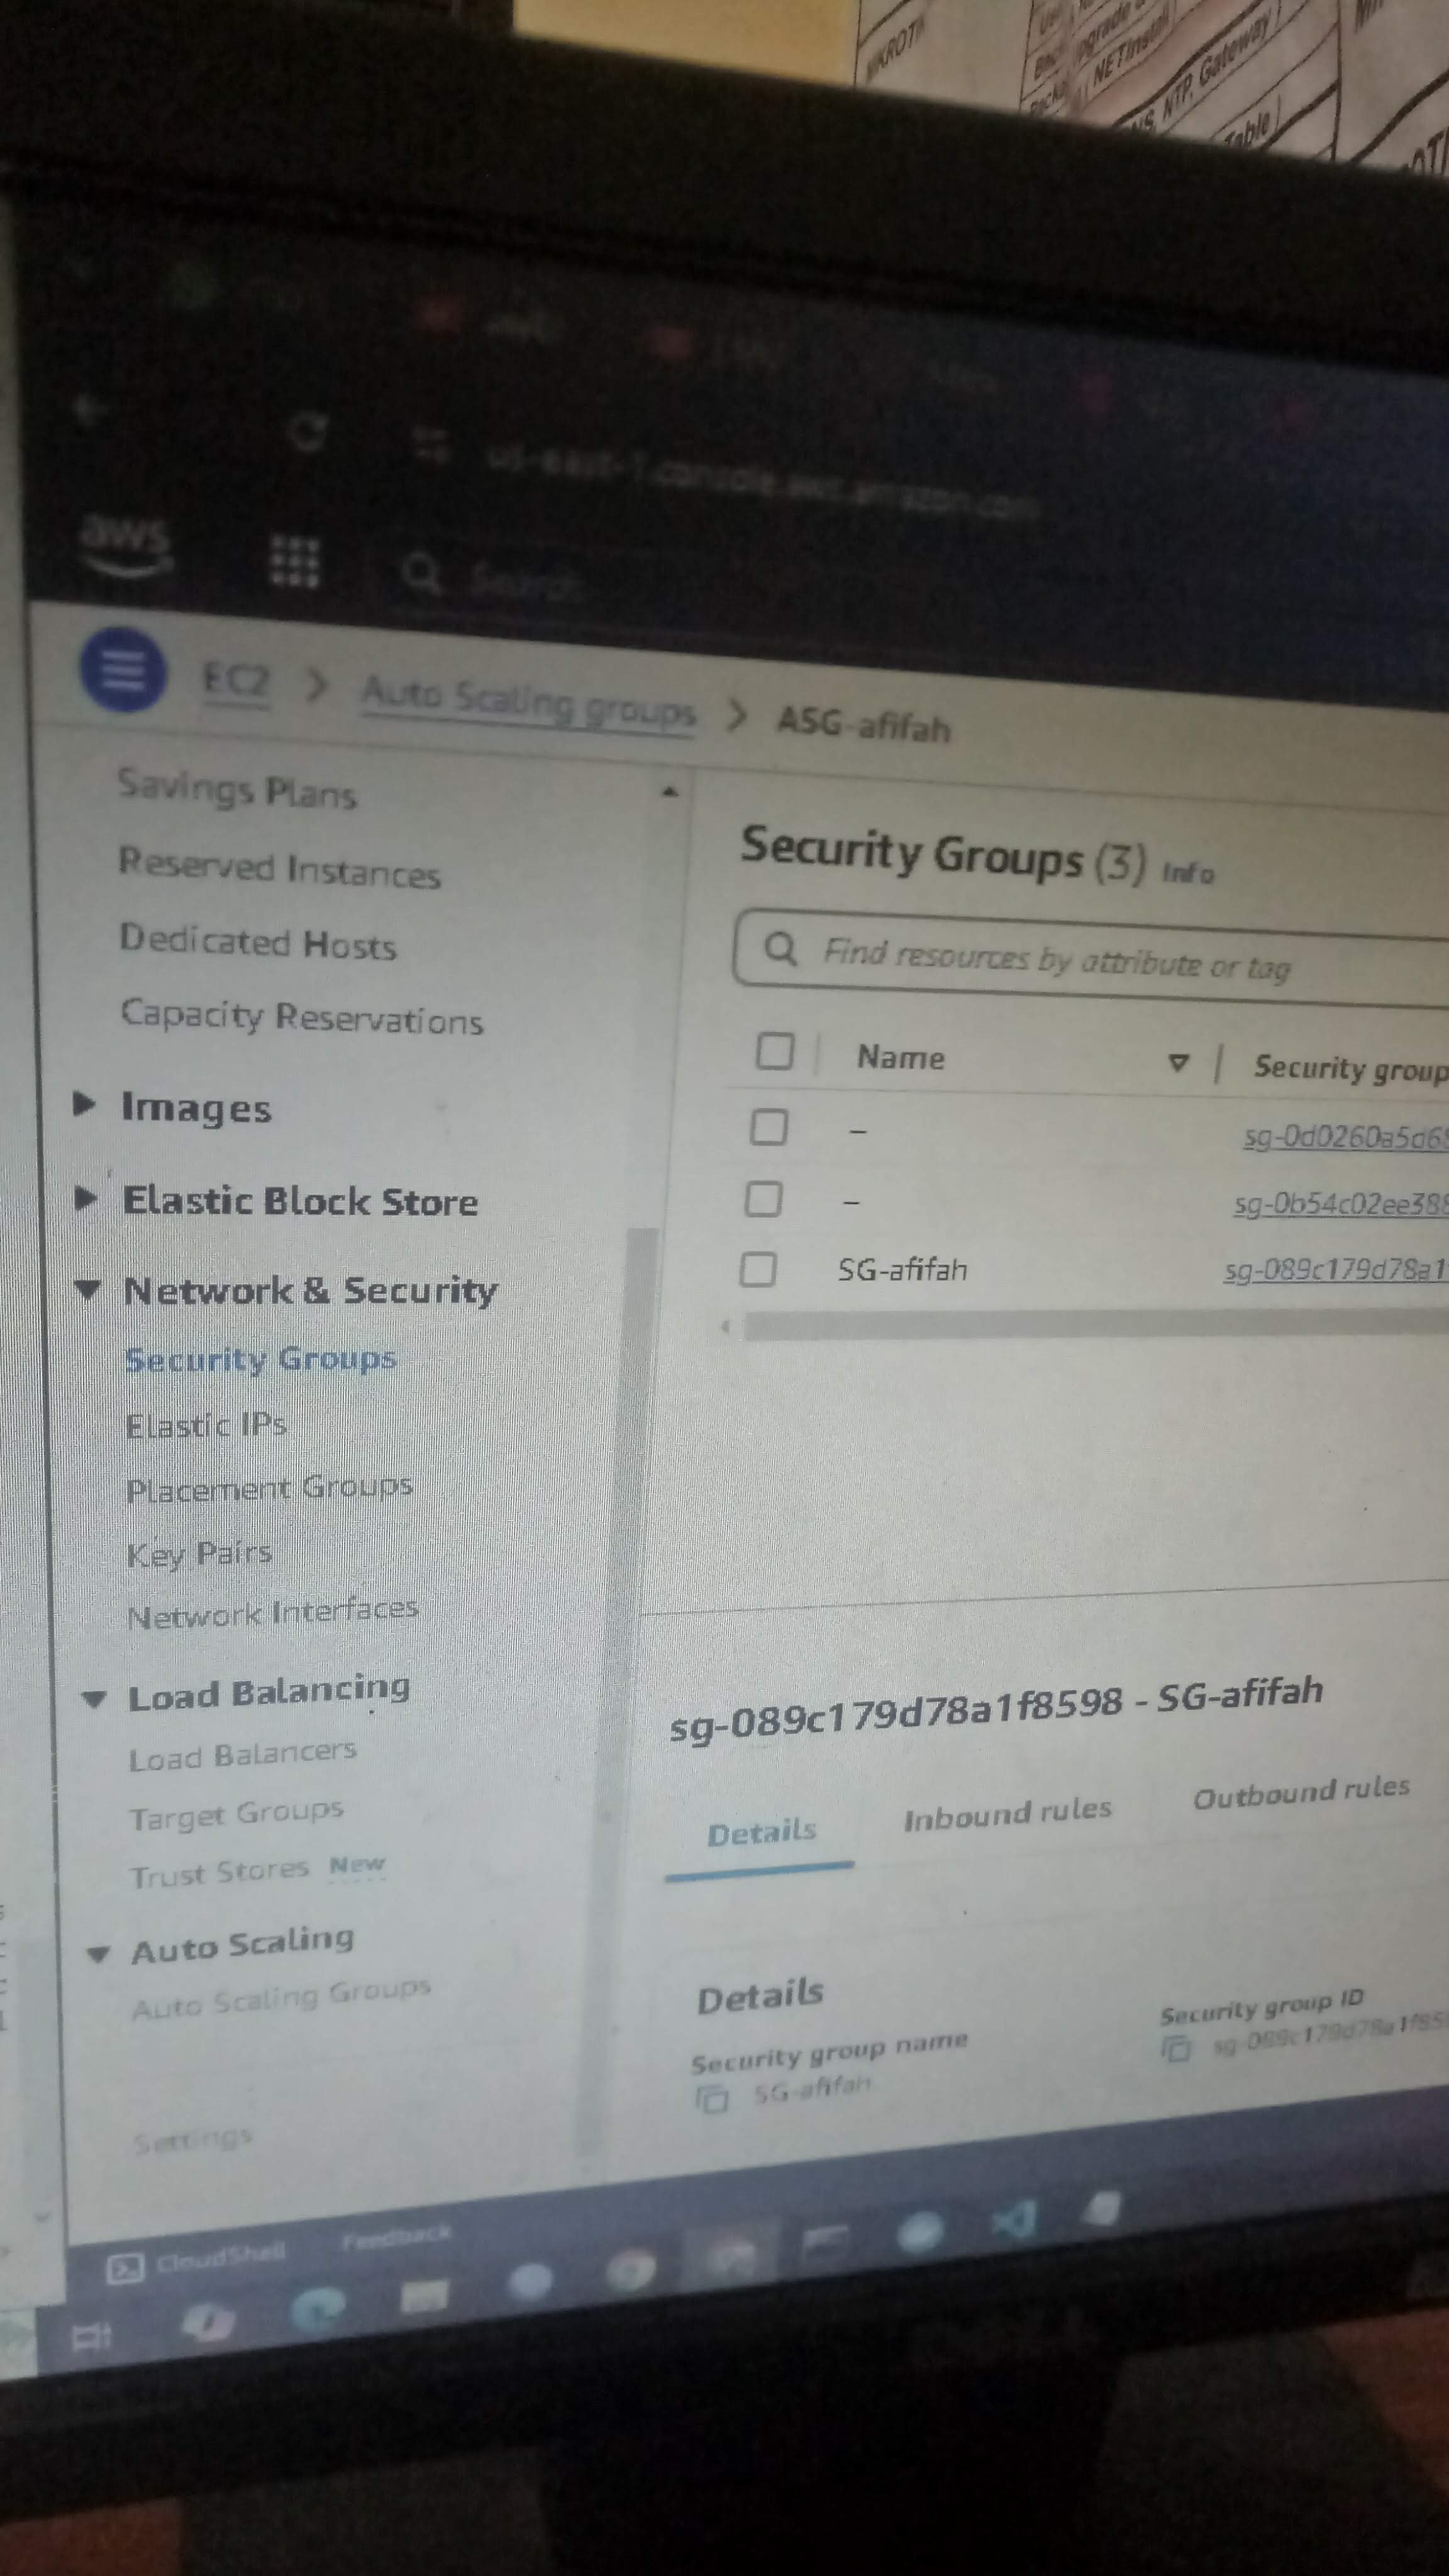 MIKROTIK
NETInstall
NTP, Gateway
Table
us-east-1.console.aws.amazon.com
aws
Search
EC2 > Auto Scaling groups > ASG-afifah
Savings Plans
Reserved Instances
Dedicated Hosts
Capacity Reservations
Images
Elastic Block Store
Network & Security
Security Groups
Elastic IPs
Placement Groups
Key Pairs
Network Interfaces
Load Balancing
Load Balancers
Target Groups
Trust Stores New
Auto Scaling
Auto Scaling Groups
Settings
Security Groups (3) Info
Find resources by attribute or tag
Name Security group
– sg-0d0260a5d6
– sg-0b54c02ee38
SG-afifah sg-089c179d78a1
sg-089c179d78a1f8598 - SG-afifah
Details Inbound rules Outbound rules
Details
Security group name
SG-afifah
Security group ID
sg-089c179d78a1f85
CloudShell Feedback